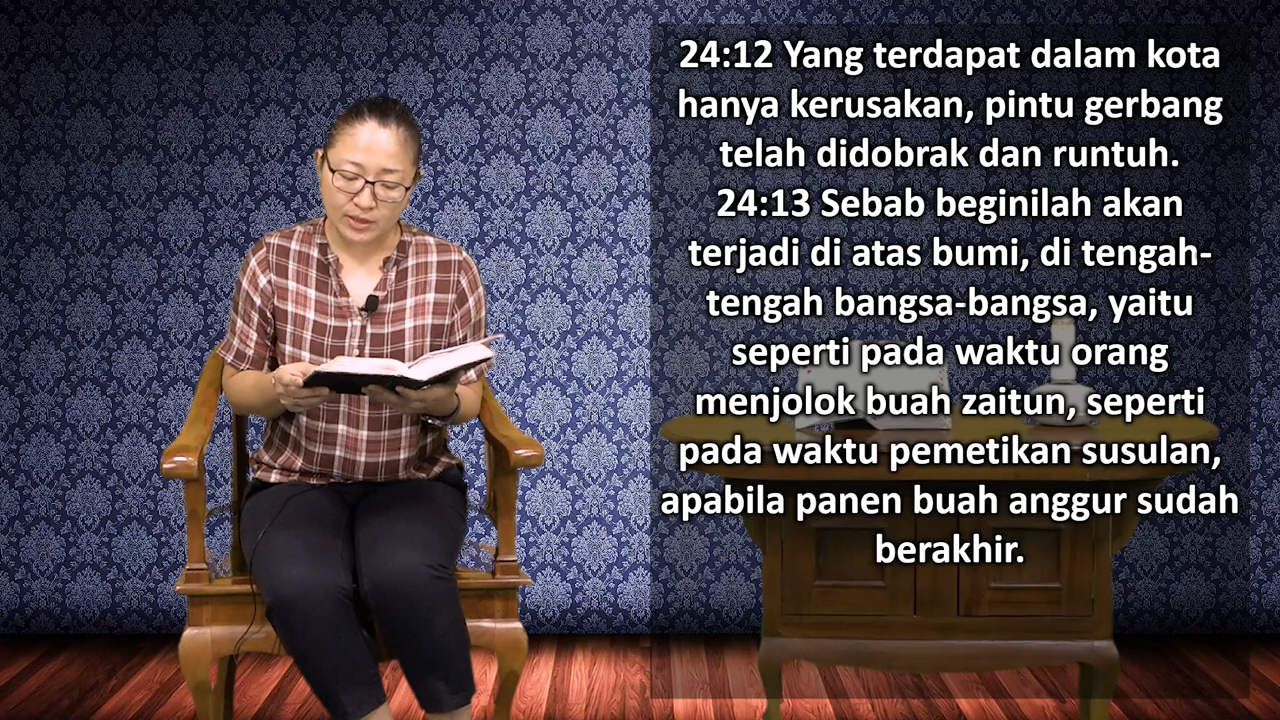 24:12 Yang terdapat dalam kota
hanya kerusakan, pintu gerbang
telah didobrak dan runtuh.
24:13 Sebab beginilah akan
terjadi di atas bumi, di tengah-
tengah bangsa-bangsa, yaitu
seperti pada waktu orang
menjolok buah zaitun, seperti
pada waktu pemetikan susulan,
apabila panen buah anggur sudah
berakhir.